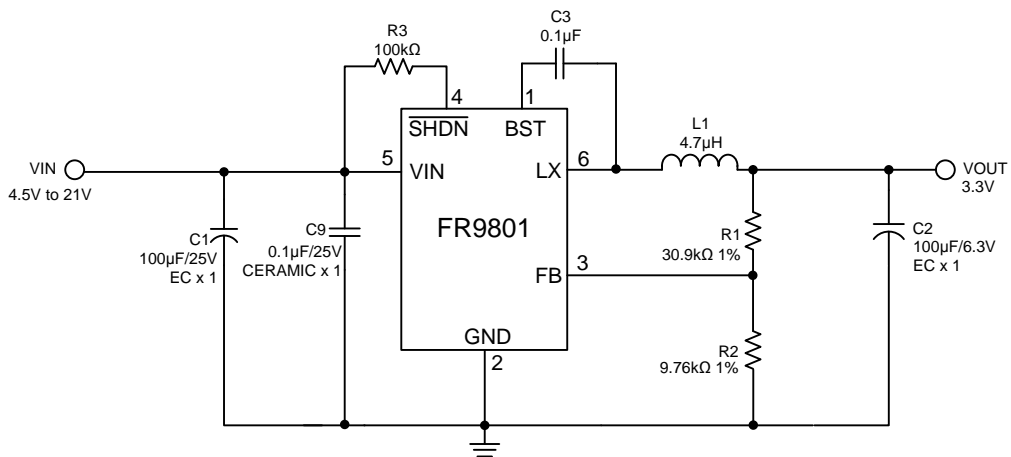 C3
0.1µF
R3
100kΩ
4
1
SHDN
BST
L1
4.7µH
VIN
4.5V to 21V
5
VIN
LX
6
VOUT
3.3V
FR9801
C1
100µF/25V
EC x 1
C9
0.1µF/25V
CERAMIC x 1
R1
30.9kΩ 1%
C2
100µF/6.3V
EC x 1
FB
3
GND
2
R2
9.76kΩ 1%